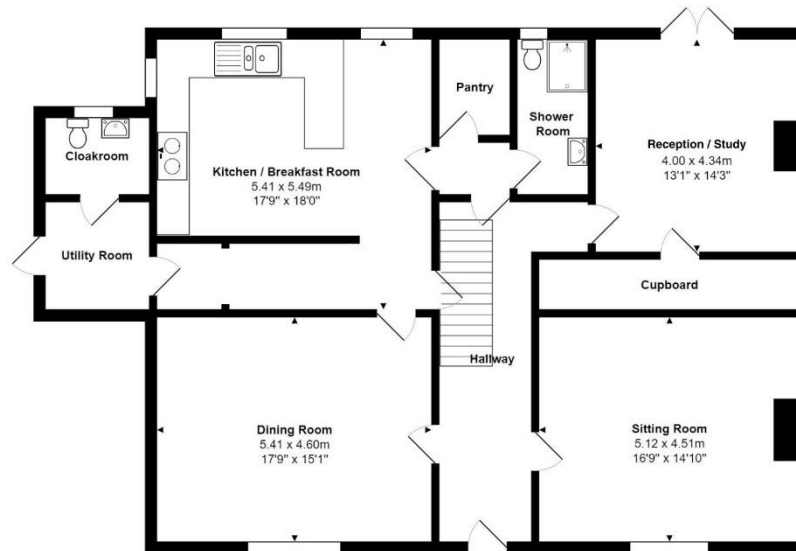 Pantry
Shower
Room
Reception / Study
4.00 x 4.34m
13'1" x 14'3"
Cloakroom
Kitchen / Breakfast Room
5.41 x 5.49m
17'9" x 18'0"
Utility Room
Cupboard
Hallway
Dining Room
5.41 x 4.60m
17'9" x 15'1"
Sitting Room
5.12 x 4.51m
16'9" x 14'10"